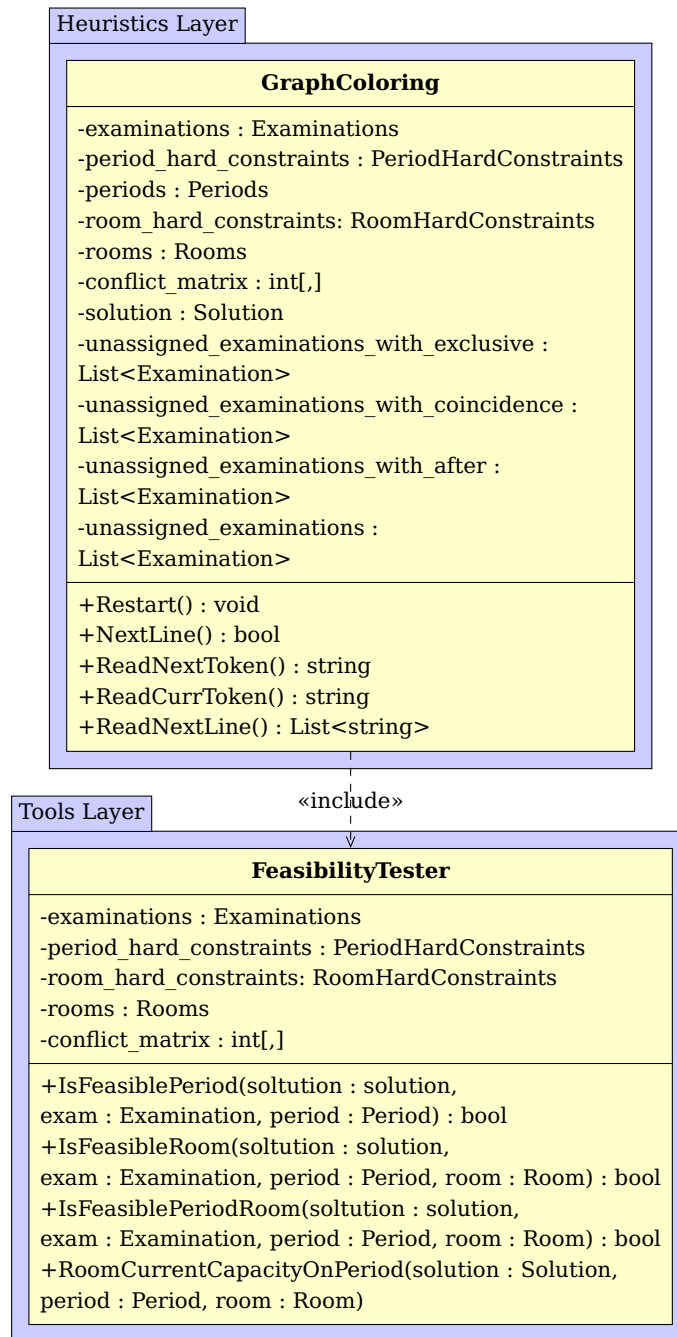 Heuristics Layer
GraphColoring
-examinations : Examinations
-period_hard_constraints : PeriodHardConstraints
-periods : Periods
-room_hard_constraints: RoomHardConstraints
-rooms : Rooms
-conflict_matrix : int[,]
-solution : Solution
-unassigned_examinations_with_exclusive :
List<Examination>
-unassigned_examinations_with_coincidence :
List<Examination>
-unassigned_examinations_with_after :
List<Examination>
-unassigned_examinations :
List<Examination>
+Restart() : void
+NextLine() : bool
+ReadNextToken() : string
+ReadCurrToken() : string
+ReadNextLine() : List<string>
«include»
Tools Layer
FeasibilityTester
-examinations : Examinations
-period_hard_constraints : PeriodHardConstraints
-room_hard_constraints: RoomHardConstraints
-rooms : Rooms
-conflict_matrix : int[,]
+IsFeasiblePeriod(soltution : solution,
exam : Examination, period : Period) : bool
+IsFeasibleRoom(soltution : solution,
exam : Examination, period : Period, room : Room) : bool
+IsFeasiblePeriodRoom(soltution : solution,
exam : Examination, period : Period, room : Room) : bool
+RoomCurrentCapacityOnPeriod(solution : Solution,
period : Period, room : Room)